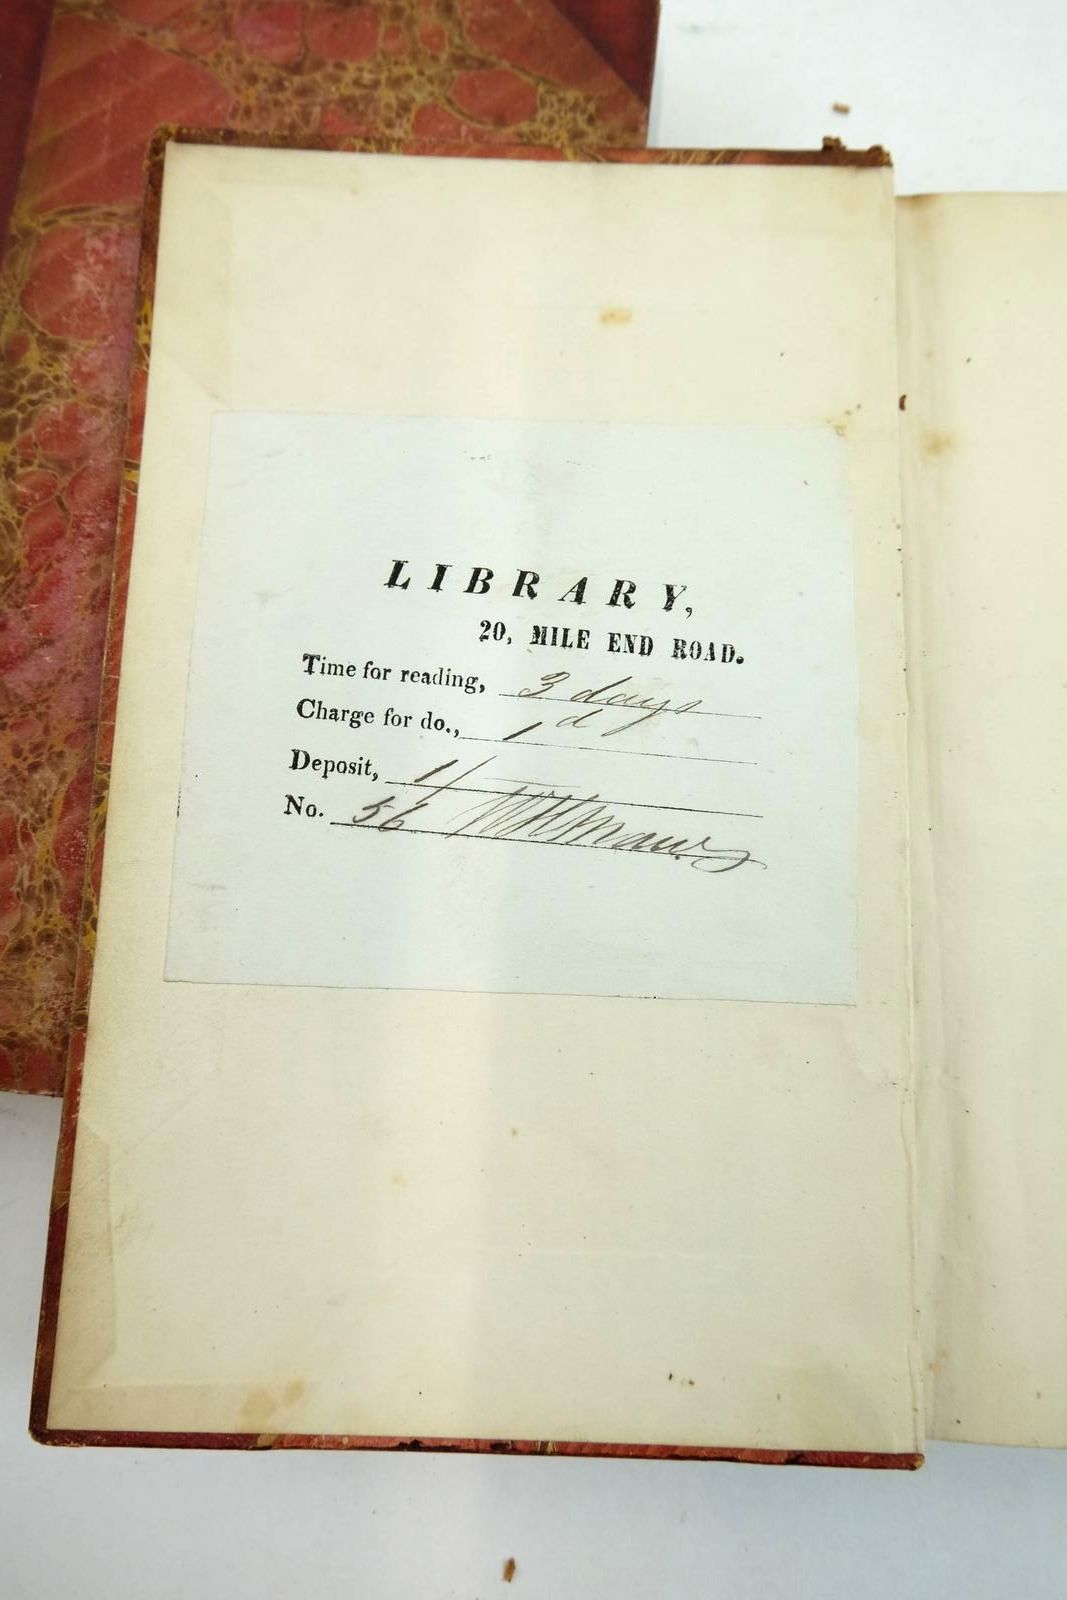 LIBRARY,
20, MILE END ROAD.
Time for reading, 3 days
Charge for do., 1d
Deposit, 1/
No. 56